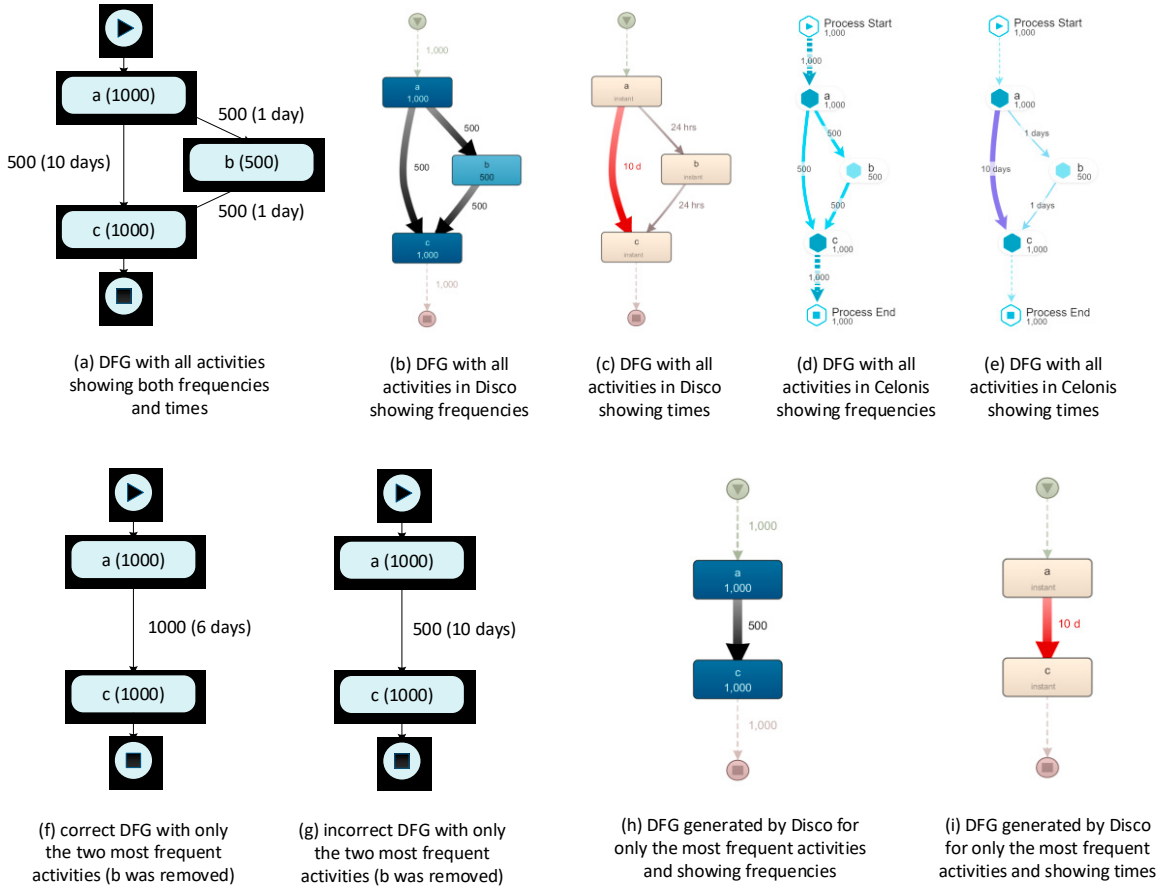 a (1000)
500 (1 day)
500 (10 days)
b (500)
500 (1 day)
c (1000)
(a) DFG with all activities
showing both frequencies
and times
1,000
a
1,000
500
500
b
500
500
c
1,000
1,000
(b) DFG with all
activities in Disco
showing frequencies
a
instant
24 hrs
10 d
b
instant
24 hrs
c
instant
(c) DFG with all
activities in Disco
showing times
Process Start
1,000
1,000
a
1,000
500
500
b
500
500
c
1,000
1,000
Process End
1,000
(d) DFG with all
activities in Celonis
showing frequencies
Process Start
1,000
a
1,000
1 days
10 days
b
500
1 days
c
1,000
Process End
1,000
(e) DFG with all
activities in Celonis
showing times
a (1000)
1000 (6 days)
c (1000)
(f) correct DFG with only
the two most frequent
activities (b was removed)
a (1000)
500 (10 days)
c (1000)
(g) incorrect DFG with only
the two most frequent
activities (b was removed)
1,000
a
1,000
500
c
1,000
1,000
(h) DFG generated by Disco for
only the most frequent activities
and showing frequencies
a
instant
10 d
c
instant
(i) DFG generated by Disco
for only the most frequent
activities and showing times